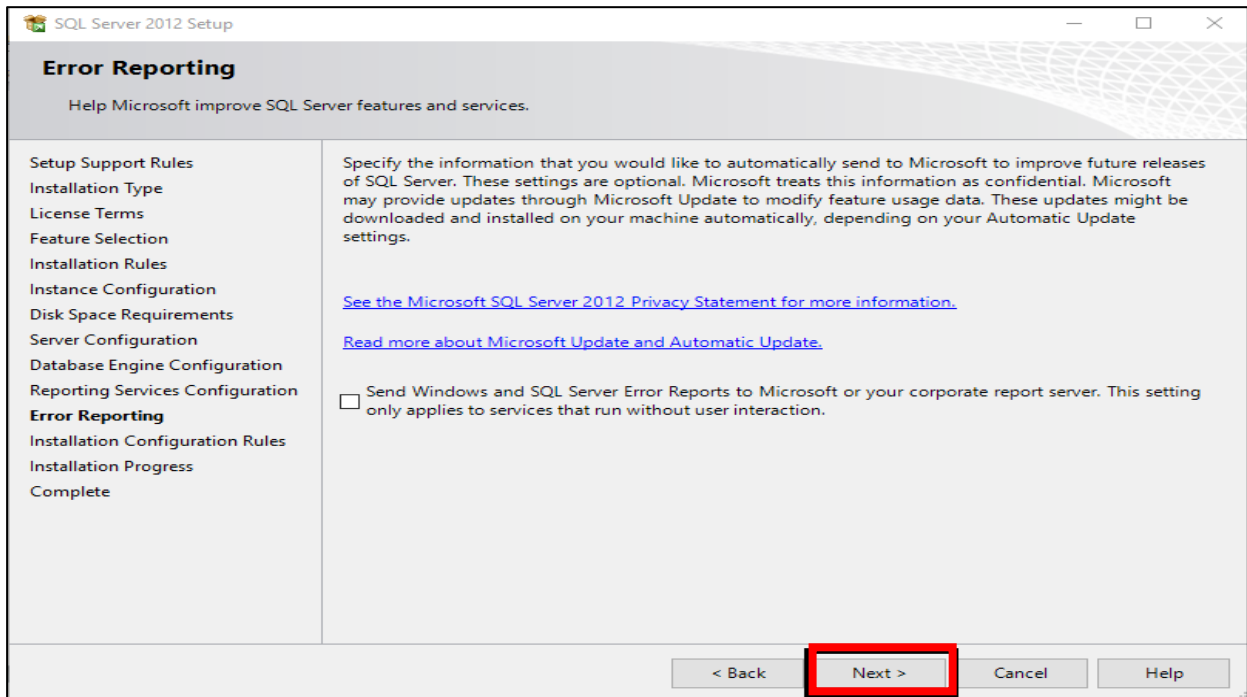 SQL Server 2012 Setup
Error Reporting
Help Microsoft improve SQL Server features and services.
Setup Support Rules
Installation Type
License Terms
Feature Selection
Installation Rules
Instance Configuration
Disk Space Requirements
Server Configuration
Database Engine Configuration
Reporting Services Configuration
Error Reporting
Installation Configuration Rules
Installation Progress
Complete
Specify the information that you would like to automatically send to Microsoft to improve future releases
of SQL Server. These settings are optional. Microsoft treats this information as confidential. Microsoft
may provide updates through Microsoft Update to modify feature usage data. These updates might be
downloaded and installed on your machine automatically, depending on your Automatic Update
settings.
See the Microsoft SQL Server 2012 Privacy Statement for more information.
Read more about Microsoft Update and Automatic Update.
Send Windows and SQL Server Error Reports to Microsoft or your corporate report server. This setting
only applies to services that run without user interaction.
< Back Next > Cancel Help